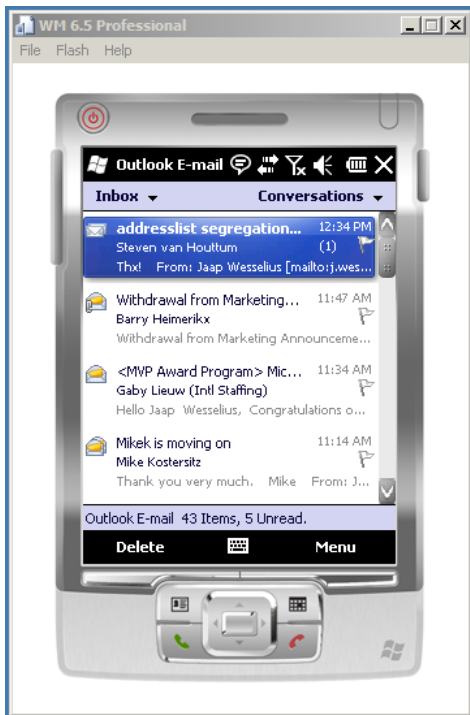 WM 6.5 Professional
File Flash Help
Outlook E-mail
Inbox Conversations
addresslist segregation... 12:34 PM
Steven van Houttum (1)
Thx! From: Jaap Wesselius [mailto:j.wes...
Withdrawal from Marketing... 11:47 AM
Barry Heimerikx
Withdrawal from Marketing Announceme...
<MVP Award Program> Mic... 11:34 AM
Gaby Lieuw (Intl Staffing)
Hello Jaap Wesselius, Congratulations o...
Mikek is moving on 11:14 AM
Mike Kostersitz
Thank you very much. Mike From: J...
Outlook E-mail 43 Items, 5 Unread.
Delete Menu